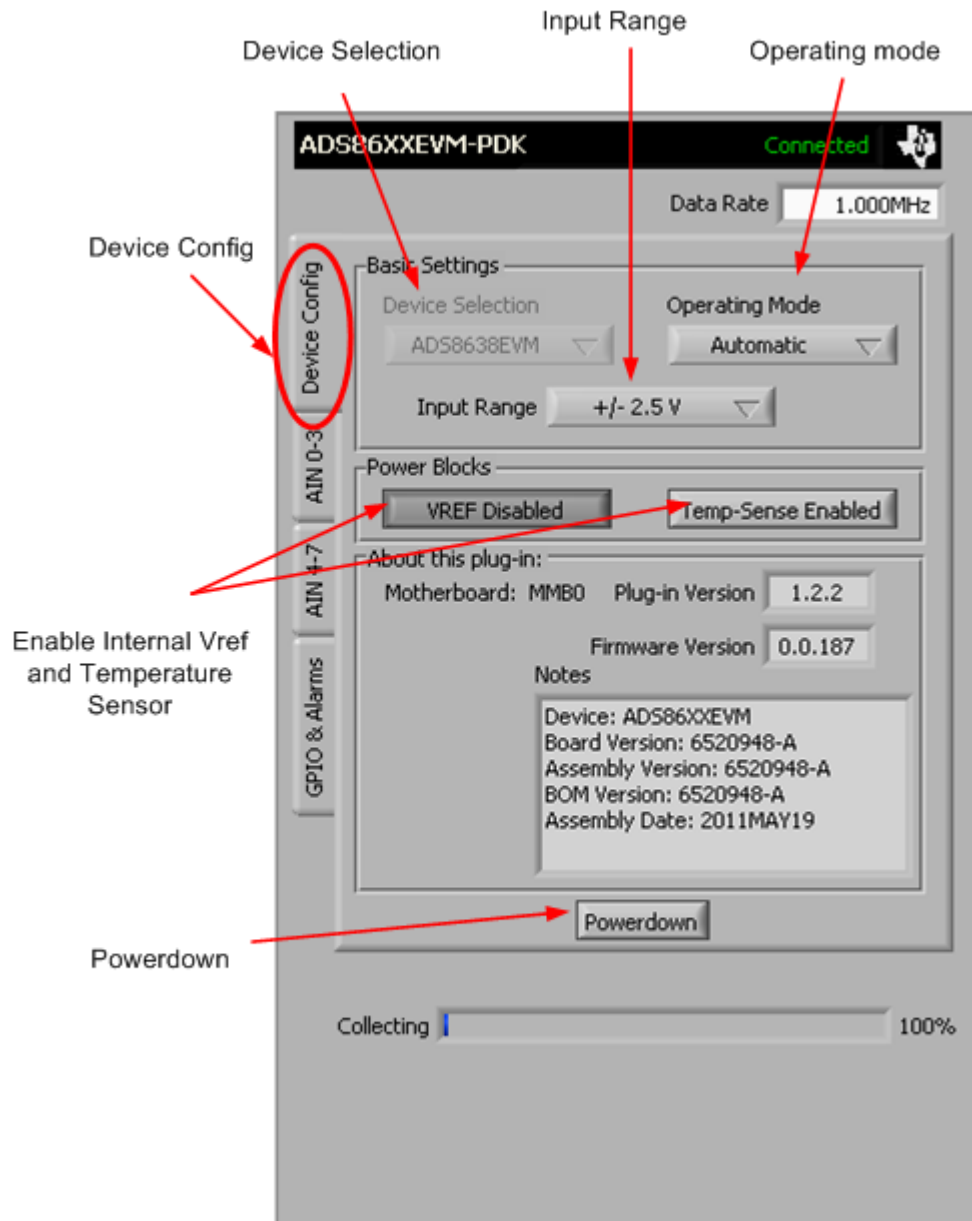 Input Range
Device Selection
Operating mode
ADS86XXEVM-PDK
Connected
Data Rate 1.000MHz
Device Config
Device Config
AIN 0-3
AIN 4-7
GPIO & Alarms
Basic Settings
Device Selection
Operating Mode
ADS8638EVM
Automatic
Input Range +/- 2.5 V
Power Blocks
VREF Disabled
Temp-Sense Enabled
About this plug-in:
Motherboard: MMB0
Plug-in Version 1.2.2
Firmware Version 0.0.187
Notes
Device: ADS86XXEVM
Board Version: 6520948-A
Assembly Version: 6520948-A
BOM Version: 6520948-A
Assembly Date: 2011MAY19
Enable Internal Vref
and Temperature
Sensor
Powerdown
Powerdown
Collecting
100%